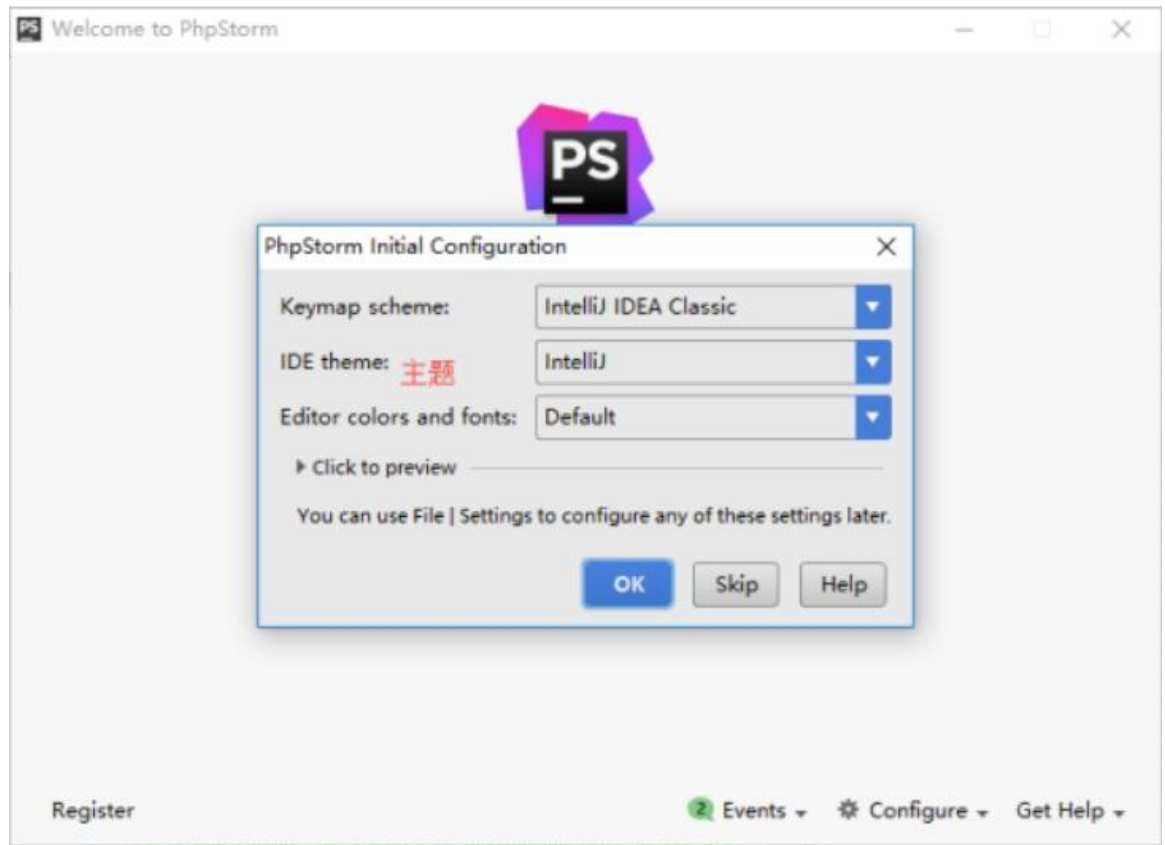 PS Welcome to PhpStorm
PS
PhpStorm Initial Configuration
Keymap scheme: IntelliJ IDEA Classic
IDE theme: 主题 IntelliJ
Editor colors and fonts: Default
Click to preview
You can use File | Settings to configure any of these settings later.
OK Skip Help
Register 2 Events Configure Get Help